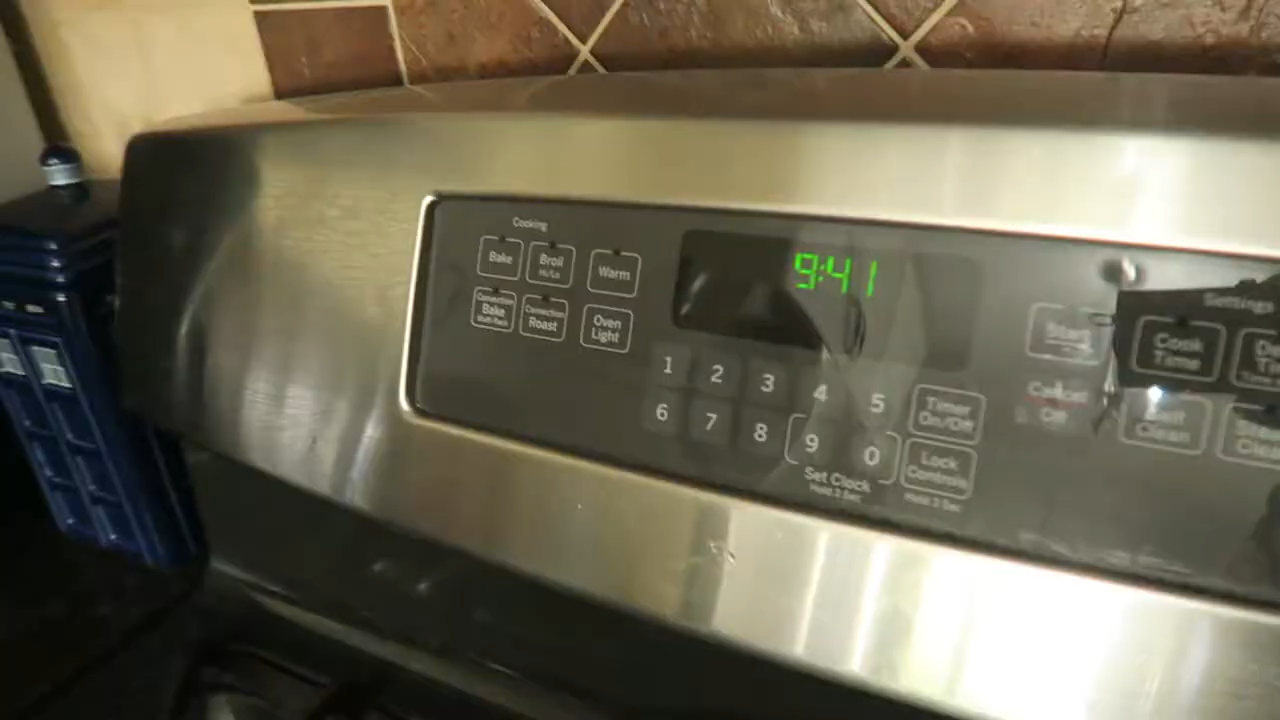 Cooking
Bake
Broil
Hi/Lo
Warm
Convection
Bake
Multi-Rack
Convection
Roast
Oven
Light
9:41
1 2 3 4 5
6 7 8 9 0
Set Clock
Hold 3 Sec
Timer
On/Off
Lock
Controls
Hold 3 Sec
Start
Cancel
Off
Settings
Cook
Time
Self
Clean